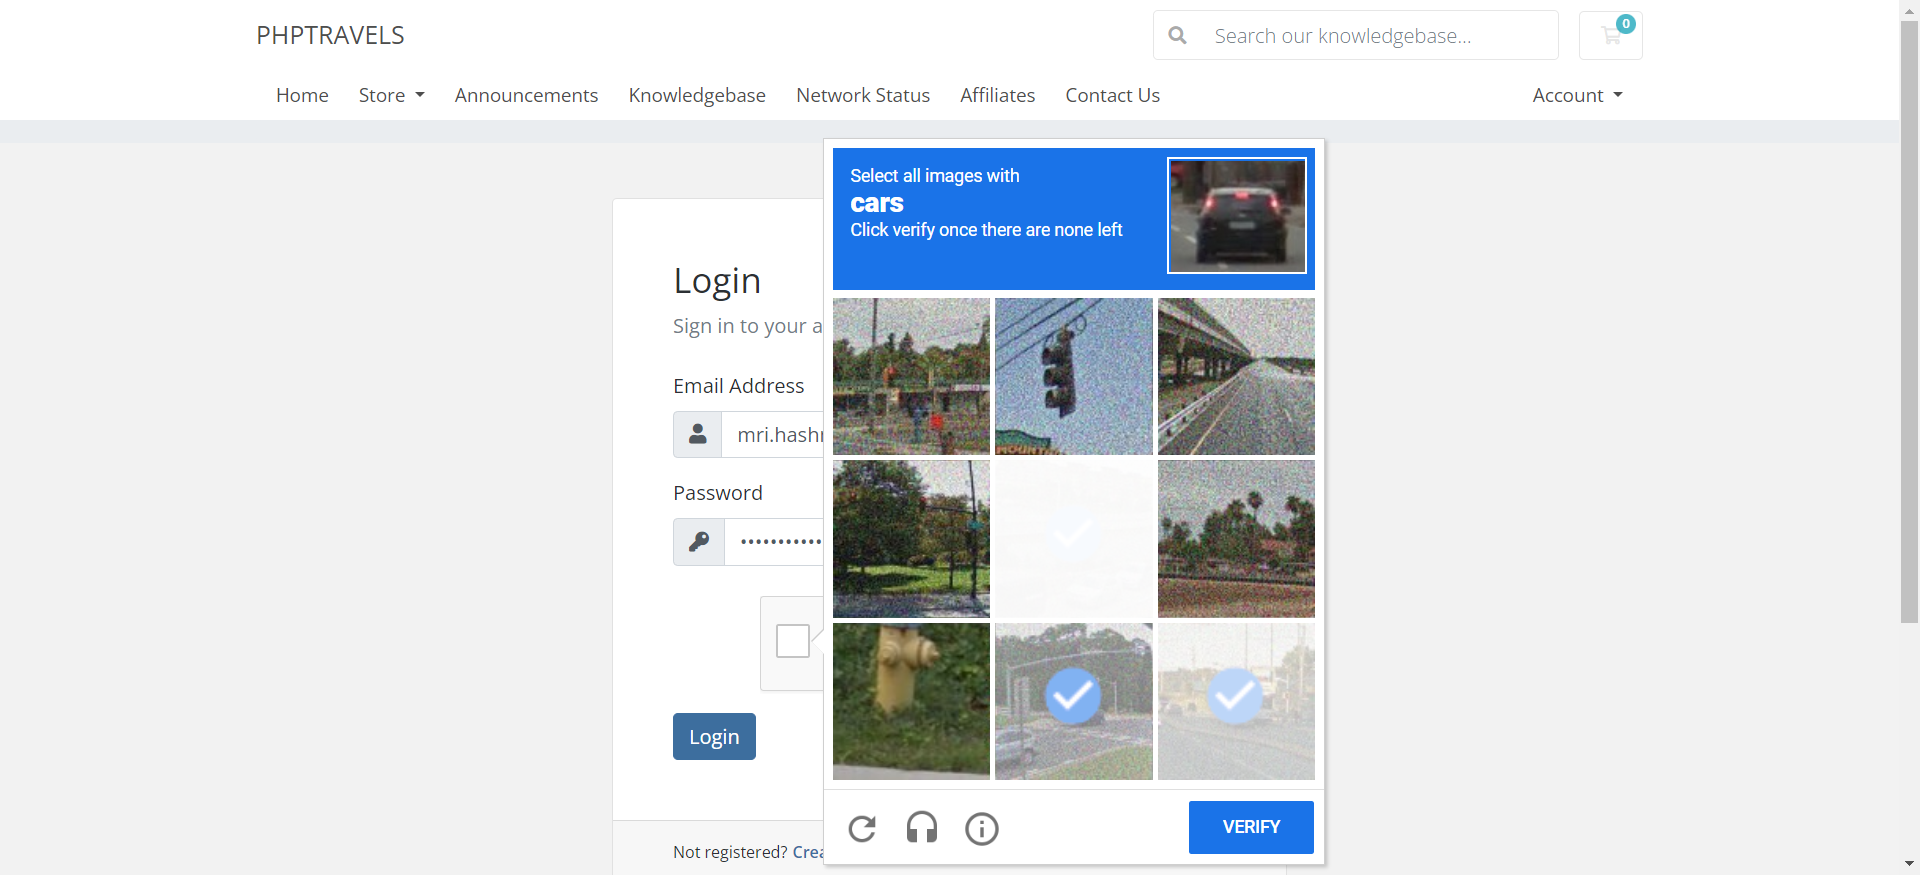 PHPTRAVELS
Search our knowledgebase...
0
Home Store Announcements Knowledgebase Network Status Affiliates Contact Us Account
Select all images with
cars
Click verify once there are none left
Login
Sign in to your a
Email Address
mri.hash
Password
MOUNTA
Login
VERIFY
Not registered? Crea